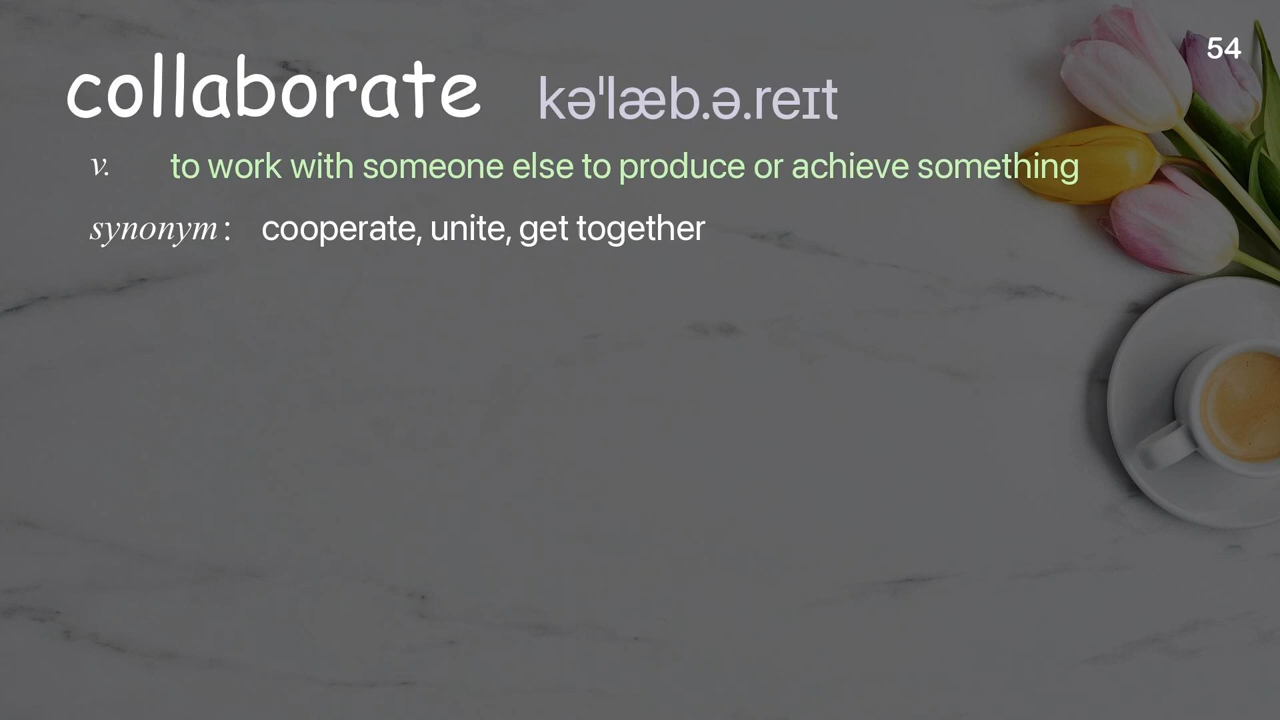 54
collaborate kəˈlæb.ə.reɪt
v. to work with someone else to produce or achieve something
synonym: cooperate, unite, get together